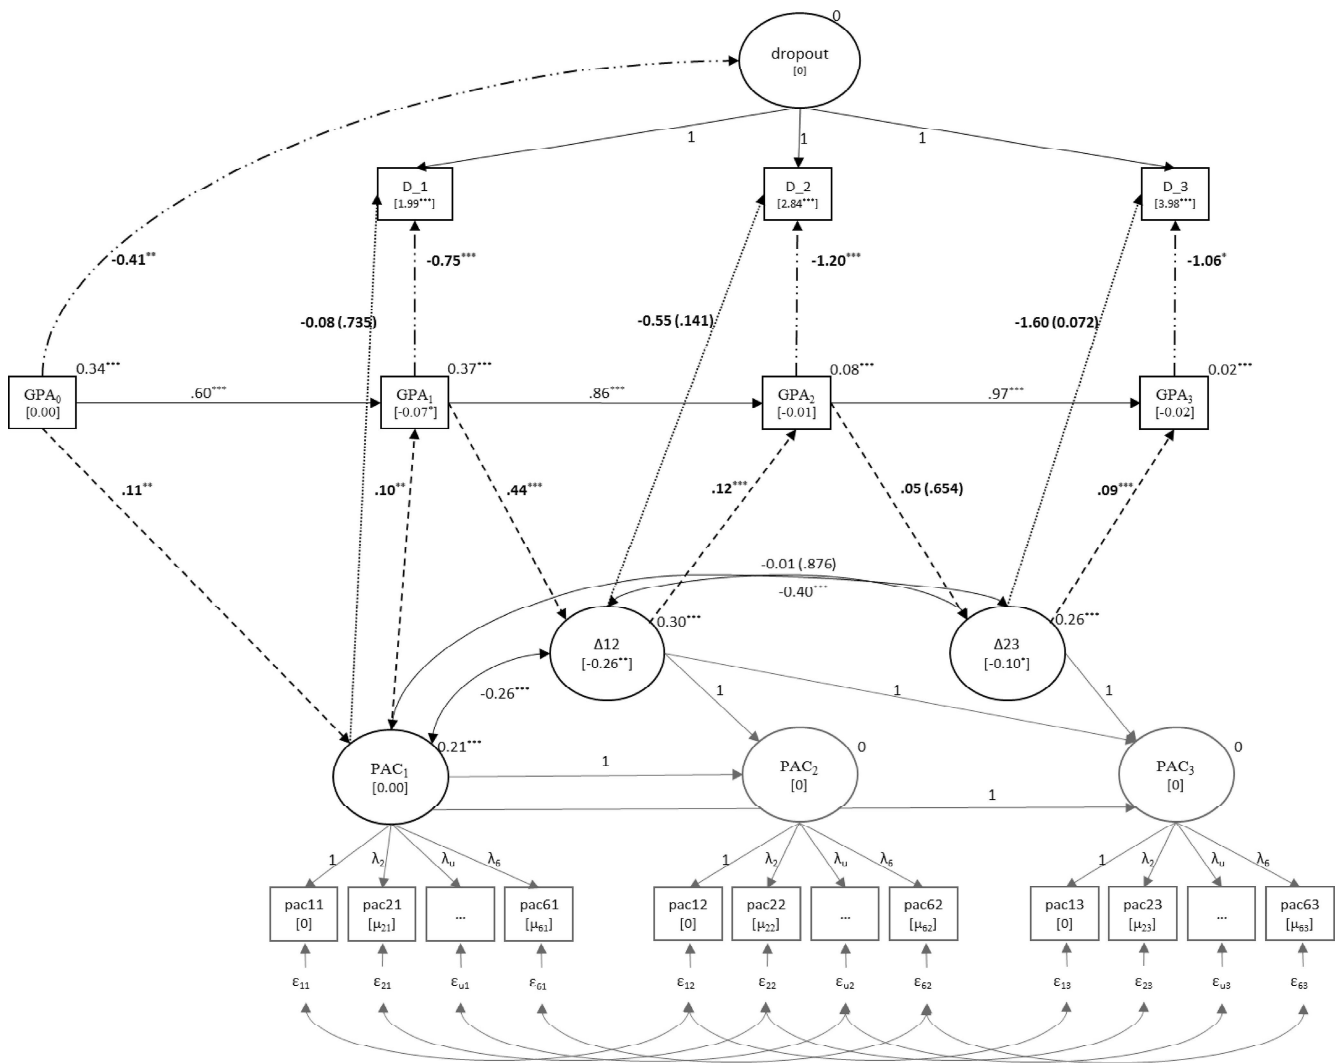 0
dropout
[0]
1
1
1
D_1
[1.99***]
D_2
[2.84***]
D_3
[3.98***]
-0.41**
-0.75***
-1.20***
-1.06*
-0.08 (.735)
-0.55 (.141)
-1.60 (0.072)
0.34***
0.37***
0.08***
0.02***
GPA₀
[0.00]
.60***
GPA₁
[-0.07*]
.86***
GPA₂
[-0.01]
.97***
GPA₃
[-0.02]
.11**
.10**
.44***
.12***
.05 (.654)
.09***
-0.01 (.876)
-0.40***
0.30***
0.26***
Δ12
[-0.26**]
Δ23
[-0.10*]
-0.26***
1
1
1
0.21***
0
0
PAC₁
[0.00]
1
PAC₂
[0]
PAC₃
[0]
1
1
λ₂
λᵤ
λ₆
1
λ₂
λᵤ
λ₆
1
λ₂
λᵤ
λ₆
pac11
[0]
pac21
[μ₂₁]
...
pac61
[μ₆₁]
pac12
[0]
pac22
[μ₂₂]
...
pac62
[μ₆₂]
pac13
[0]
pac23
[μ₂₃]
...
pac63
[μ₆₃]
ε₁₁
ε₂₁
εᵤ₁
ε₆₁
ε₁₂
ε₂₂
εᵤ₂
ε₆₂
ε₁₃
ε₂₃
εᵤ₃
ε₆₃